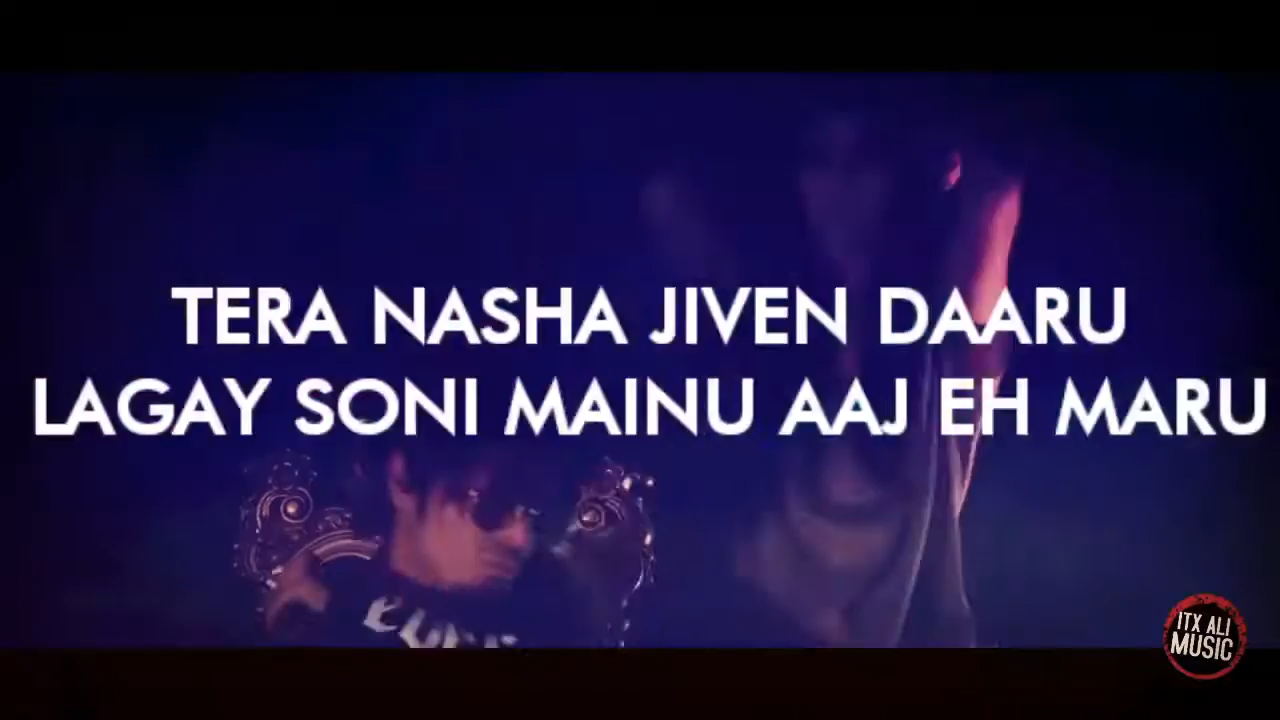 TERA NASHA JIVEN DAARU
LAGAY SONI MAINU AAJ EH MARU
ITX ALI
MUSIC